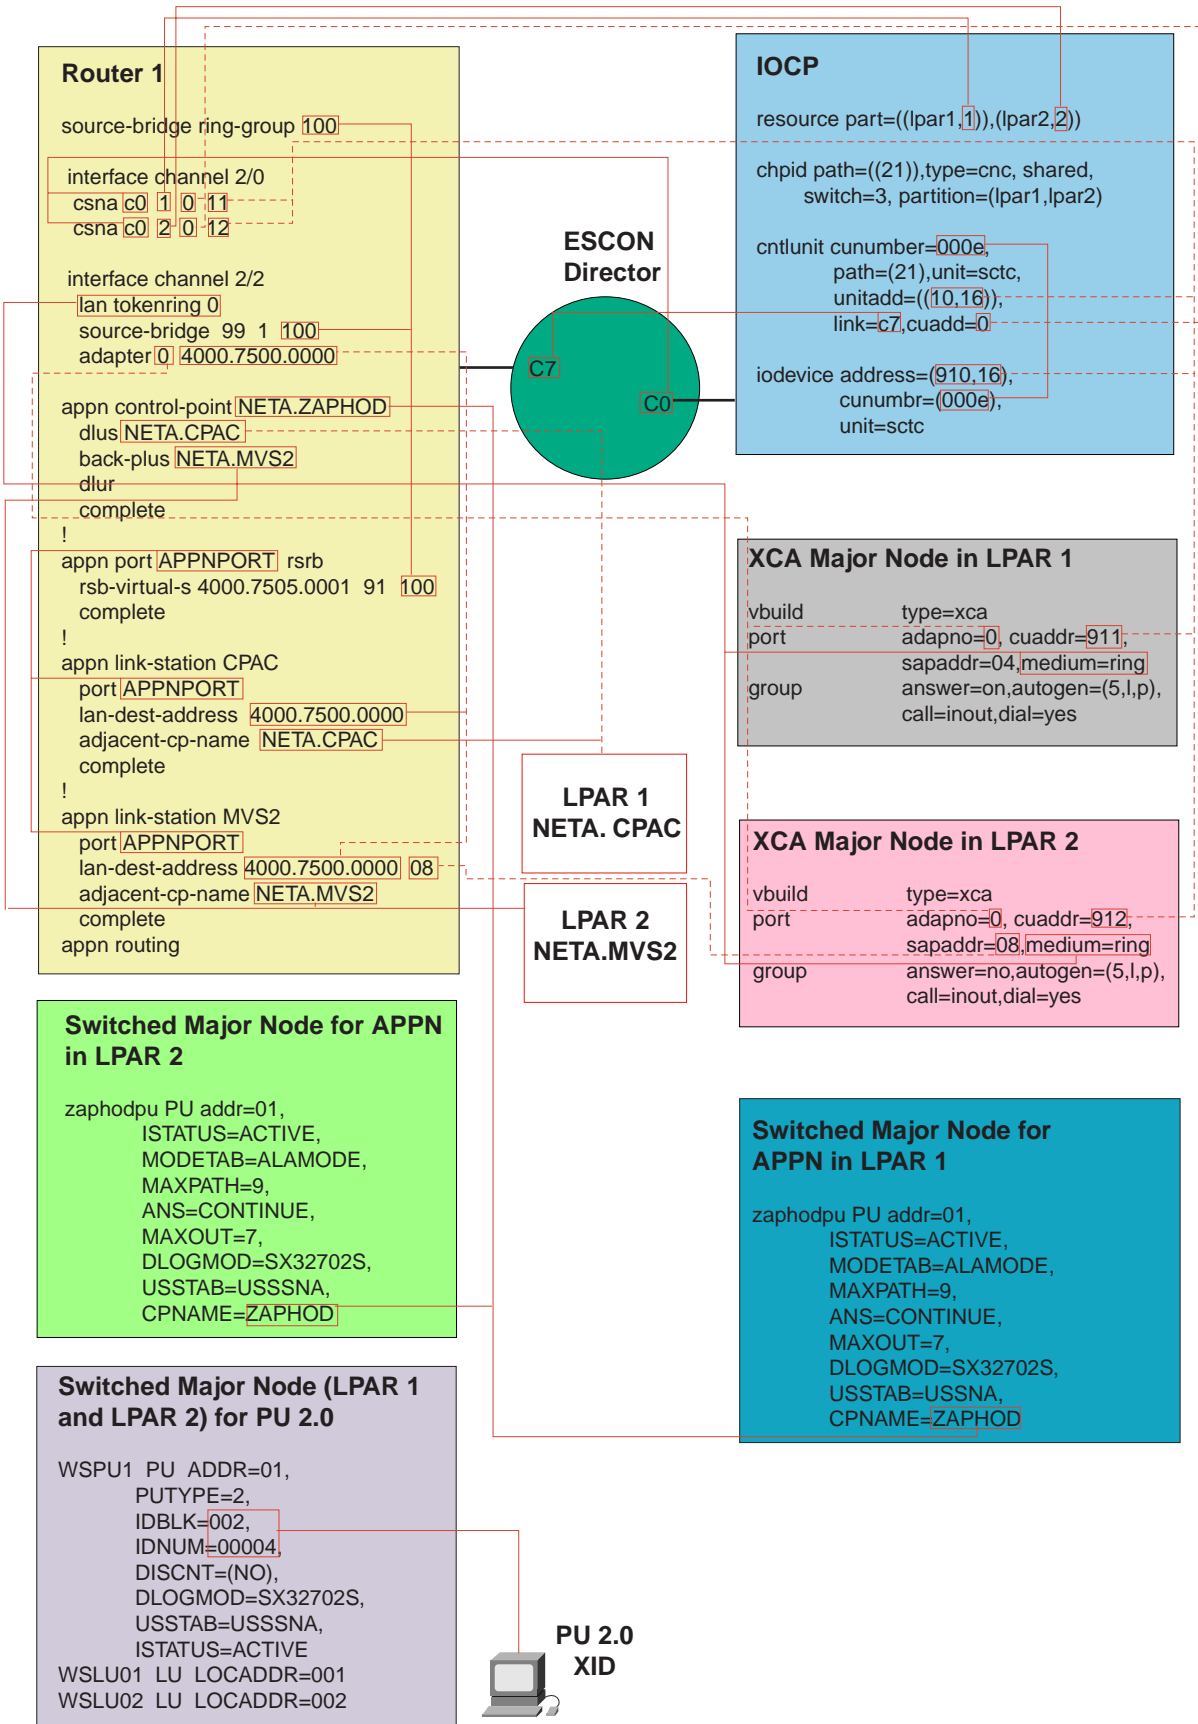 Router 1
source-bridge ring-group 100
interface channel 2/0
csna c0 1 0 11
csna c0 2 0 12
interface channel 2/2
lan tokenring 0
source-bridge 99 1 100
adapter 0 4000.7500.0000
appn control-point NETA.ZAPHOD
dlus NETA.CPAC
back-plus NETA.MVS2
dlur
complete
!
appn port APPNPORT rsrb
rsb-virtual-s 4000.7505.0001 91 100
complete
!
appn link-station CPAC
port APPNPORT
lan-dest-address 4000.7500.0000
adjacent-cp-name NETA.CPAC
complete
!
appn link-station MVS2
port APPNPORT
lan-dest-address 4000.7500.0000 08
adjacent-cp-name NETA.MVS2
complete
appn routing
ESCON
Director
C7
C0
IOCP
resource part=((lpar1,1)),(lpar2,2))
chpid path=((21)),type=cnc, shared,
switch=3, partition=(lpar1,lpar2)
cntlunit cunumber=000e,
path=(21),unit=sctc,
unitadd=((10,16)),
link=c7,cuadd=0
iodevice address=(910,16),
cunumbr=(000e),
unit=sctc
XCA Major Node in LPAR 1
vbuild type=xca
port adapno=0, cuaddr=911,
sapaddr=04,medium=ring
group answer=on,autogen=(5,l,p),
call=inout,dial=yes
LPAR 1
NETA. CPAC
LPAR 2
NETA.MVS2
XCA Major Node in LPAR 2
vbuild type=xca
port adapno=0, cuaddr=912,
sapaddr=08,medium=ring
group answer=no,autogen=(5,l,p),
call=inout,dial=yes
Switched Major Node for APPN
in LPAR 2
zaphodpu PU addr=01,
ISTATUS=ACTIVE,
MODETAB=ALAMODE,
MAXPATH=9,
ANS=CONTINUE,
MAXOUT=7,
DLOGMOD=SX32702S,
USSTAB=USSSNA,
CPNAME=ZAPHOD
Switched Major Node for
APPN in LPAR 1
zaphodpu PU addr=01,
ISTATUS=ACTIVE,
MODETAB=ALAMODE,
MAXPATH=9,
ANS=CONTINUE,
MAXOUT=7,
DLOGMOD=SX32702S,
USSTAB=USSNA,
CPNAME=ZAPHOD
Switched Major Node (LPAR 1
and LPAR 2) for PU 2.0
WSPU1 PU ADDR=01,
PUTYPE=2,
IDBLK=002,
IDNUM=00004,
DISCNT=(NO),
DLOGMOD=SX32702S,
USSTAB=USSSNA,
ISTATUS=ACTIVE
WSLU01 LU LOCADDR=001
WSLU02 LU LOCADDR=002
PU 2.0
XID